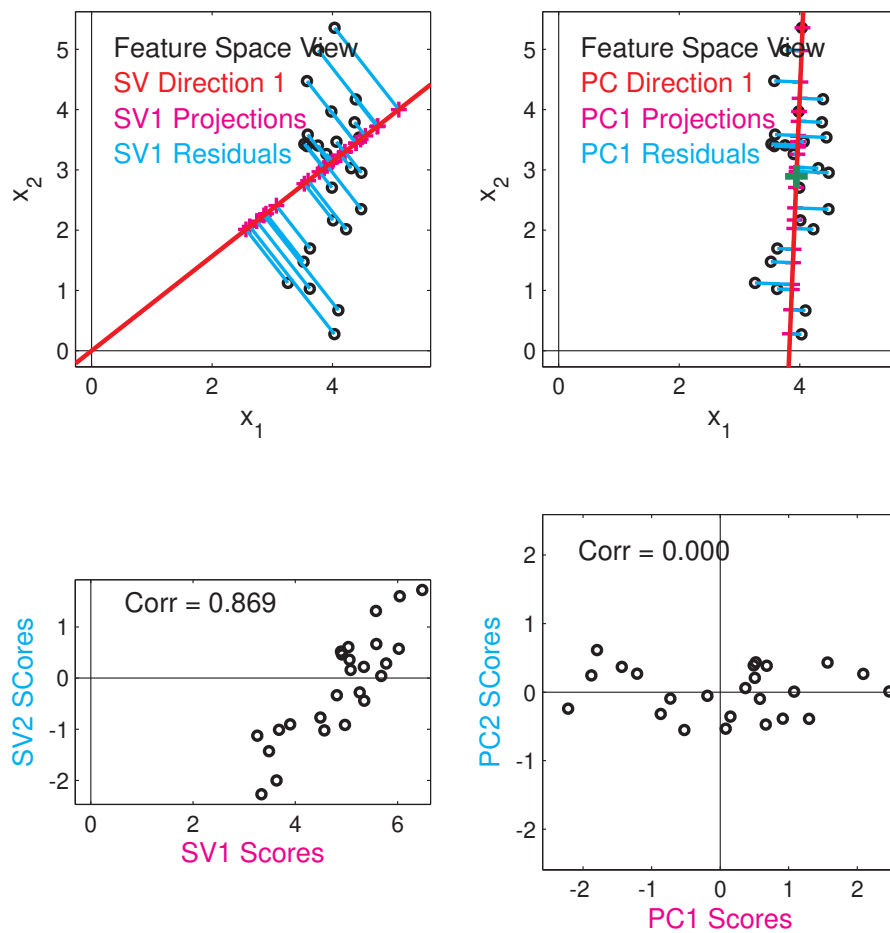 5
4
3
2
1
0
x2
Feature Space View
SV Direction 1
SV1 Projections
SV1 Residuals
0
2
4
x1
5
4
3
2
1
0
x2
Feature Space View
PC Direction 1
PC1 Projections
PC1 Residuals
0
2
4
x1
1
0
-1
-2
SV2 SCores
Corr = 0.869
0
2
4
6
SV1 Scores
2
1
0
-1
-2
PC2 SCores
Corr = 0.000
-2
-1
0
1
2
PC1 Scores